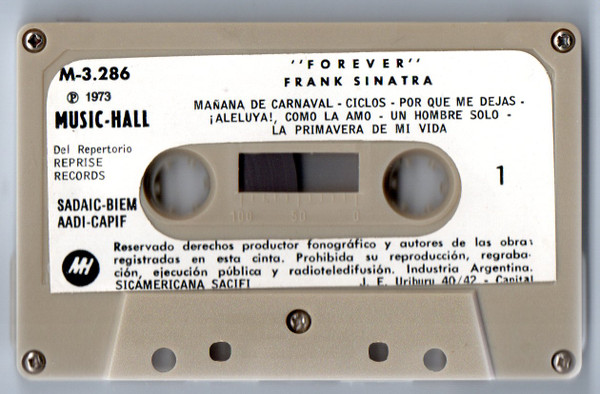 M-3.286
℗ 1973
MUSIC-HALL
Del Repertorio
REPRISE
RECORDS
SADAIC-BIEM
AADI-CAPIF
MH
''FOREVER''
FRANK SINATRA
MAÑANA DE CARNAVAL - CICLOS - POR QUE ME DEJAS -
¡ALELUYA!, COMO LA AMO - UN HOMBRE SOLO -
LA PRIMAVERA DE MI VIDA
1
100 50 0
Reservado derechos productor fonográfico y autores de las obras
registradas en esta cinta. Prohibida su reproducción, regraba-
ción, ejecución pública y radioteledifusión. Industria Argentina.
SICAMERICANA SACIFI J. E. Uriburu 40/42 - Capital